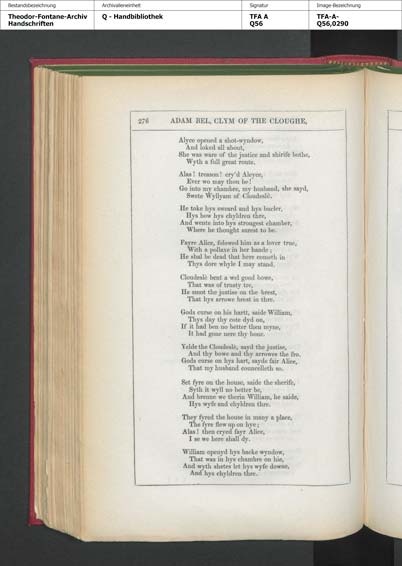 Bestandsbezeichnung
Theodor-Fontane-Archiv
Handschriften
Archivalieneinheit
Q - Handbibliothek
Signatur
TFA A
Q56
Image-Bezeichnung
TFA-A-
Q56,0290
276 ADAM BEL, CLYM OF THE CLOUGHE,
Alyce opened a shot-wyndow,
And loked all about,
She was ware of the justice and shirife bothe,
Wyth a full great route.
Alas! treason! cry'd Aleyce,
Ever wo may thou be!
Go into my chambre, my husband, she sayd,
Swete Wyllyam of Cloudeslè.
He toke hys sweard and hys bucler,
Hys bow hys chyldren thre,
And wente into hys strongest chamber,
Where he thought surest to be.
Fayre Alice, folowed him as a lover true,
With a pollaxe in her hande;
He shal be dead that here cometh in
Thys dore whyle I may stand.
Cloudeslè bent a wel good bowe,
That was of trusty tre,
He smot the justise on the brest,
That hys arrowe brest in thre.
Gods curse on his hartt, saide William,
Thys day thy cote dyd on,
If it had ben no better then myne,
It had gone nere thy bone.
Yelde the Cloudeslè, sayd the justise,
And thy bowe and thy arrowes the fro.
Gods curse on hys hart, sayde fair Alice,
That my husband councelleth so.
Set fyre on the house, saide the sherife,
Syth it wyll no better be,
And brenne we therin William, he saide,
Hys wyfe and chyldren thre.
They fyred the house in many a place,
The fyre flew up on hye;
Alas! then cryed fayr Alice,
I se we here shall dy.
William openyd hys backe wyndow,
That was in hys chambre on hie,
And wyth shetes let hys wyfe downe,
And hys chyldren thre.